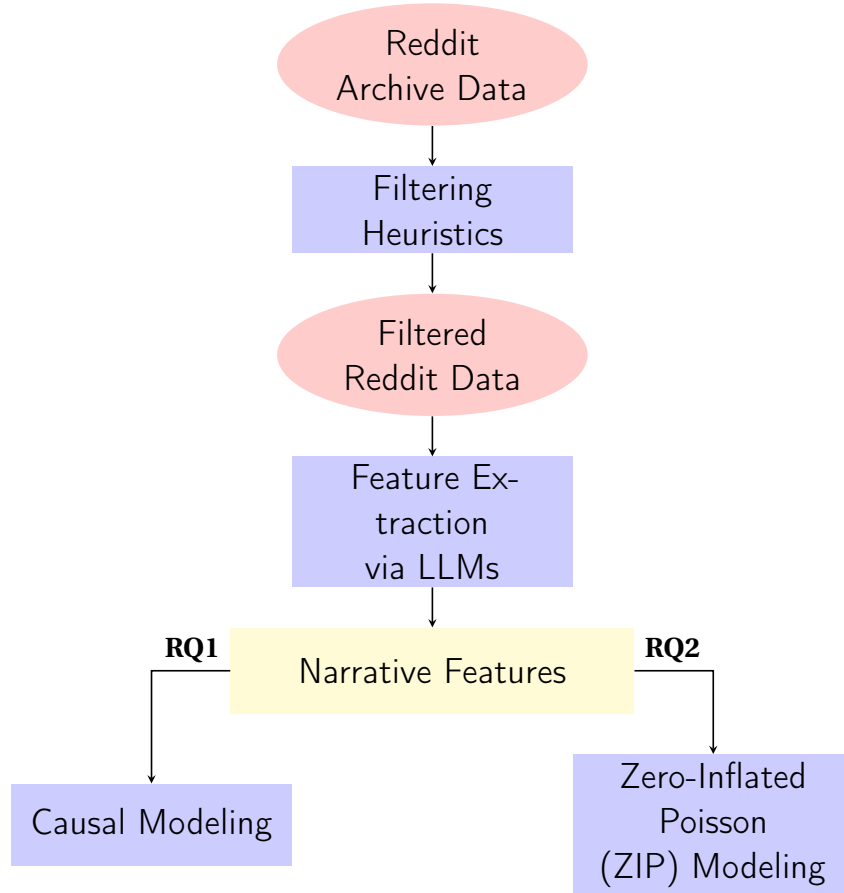 Reddit
Archive Data
Filtering
Heuristics
Filtered
Reddit Data
Feature Ex-
traction
via LLMs
RQ1
Narrative Features
RQ2
Causal Modeling
Zero-Inflated
Poisson
(ZIP) Modeling